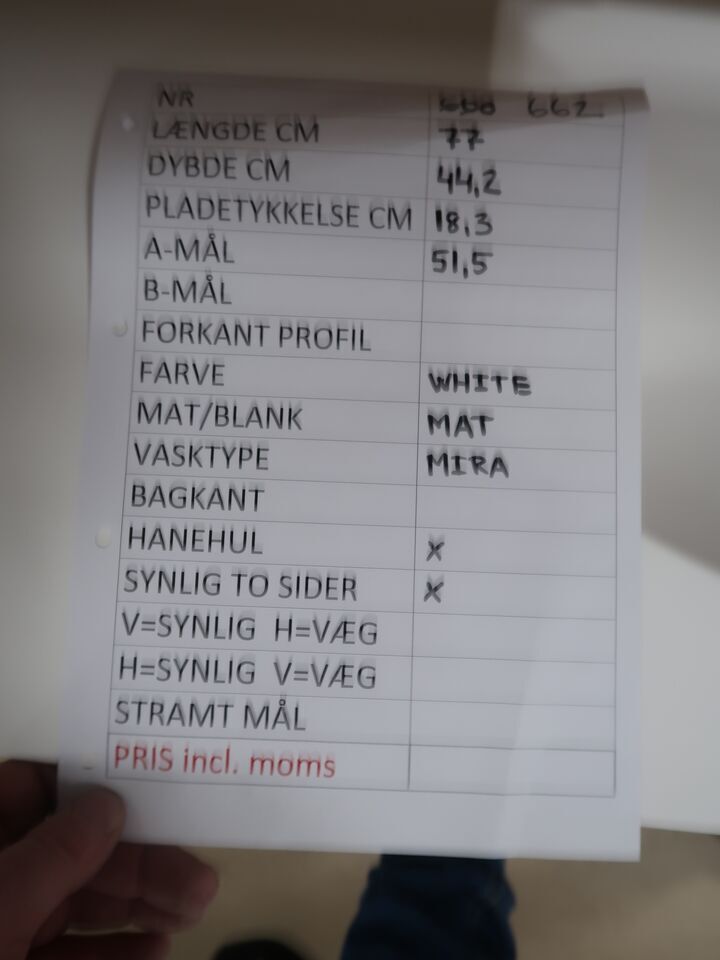 NR 662
LÆNGDE CM 77
DYBDE CM 44,2
PLADETYKKELSE CM 18,3
A-MÅL 51,5
B-MÅL
FORKANT PROFIL
FARVE WHITE
MAT/BLANK MAT
VASKTYPE MIRA
BAGKANT
HANEHUL X
SYNLIG TO SIDER X
V=SYNLIG H=VÆG
H=SYNLIG V=VÆG
STRAMT MÅL
PRIS incl. moms